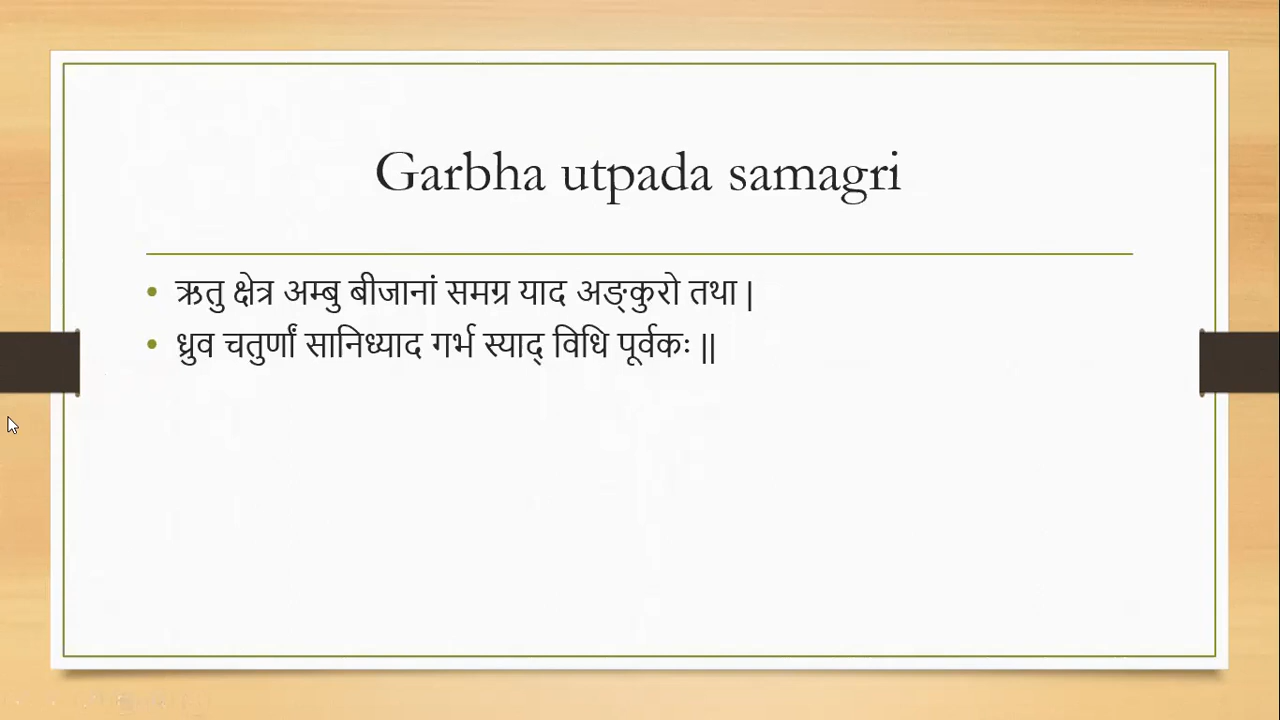 Garbha utpada samagri
• ऋतु क्षेत्र अम्बु बीजानां समग्र याद अङ्कुरो तथा |
• ध्रुव चतुर्णां सानिध्याद गर्भ स्याद् विधि पूर्वकः ||